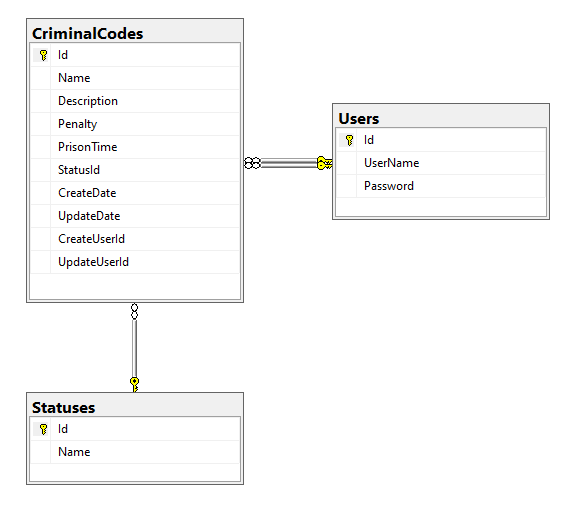 CriminalCodes
Id
Name
Description
Penalty
PrisonTime
StatusId
CreateDate
UpdateDate
CreateUserId
UpdateUserId
Users
Id
UserName
Password
Statuses
Id
Name